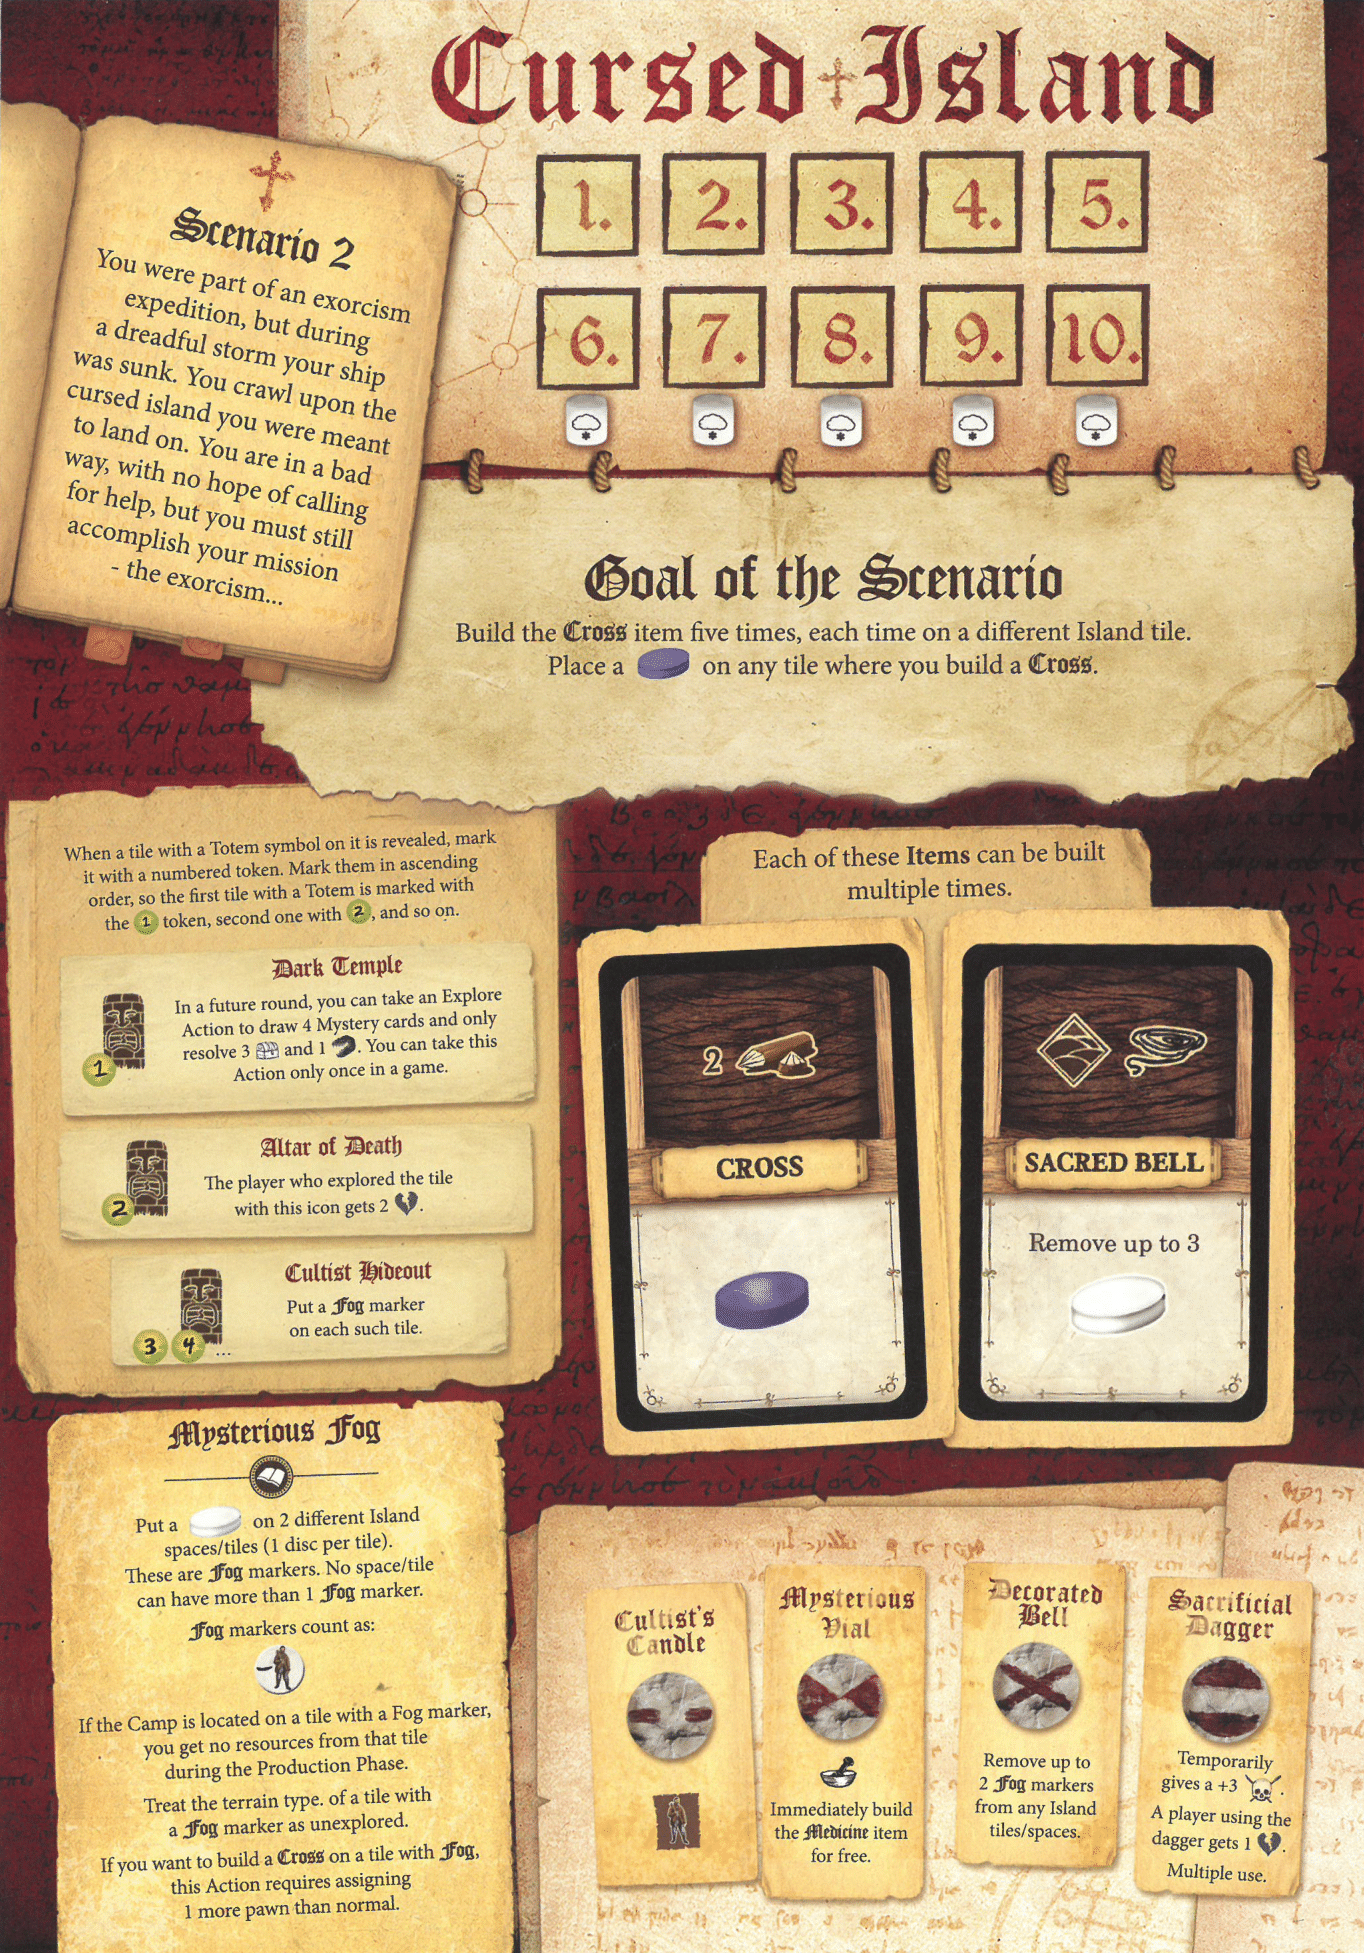 Cursed Island
1. 2. 3. 4. 5.
6. 7. 8. 9. 10.
Scenario 2
You were part of an exorcism
expedition, but during
a dreadful storm your ship
was sunk. You crawl upon the
cursed island you were meant
to land on. You are in a bad
way, with no hope of calling
for help, but you must still
accomplish your mission
- the exorcism...
Goal of the Scenario
Build the Cross item five times, each time on a different Island tile.
Place a on any tile where you build a Cross.
When a tile with a Totem symbol on it is revealed, mark
it with a numbered token. Mark them in ascending
order, so the first tile with a Totem is marked with
the 1 token, second one with 2, and so on.
Dark Temple
In a future round, you can take an Explore
Action to draw 4 Mystery cards and only
resolve 3 and 1. You can take this
Action only once in a game.
1
Altar of Death
The player who explored the tile
with this icon gets 2.
2
Cultist Hideout
Put a Fog marker
on each such tile.
3 4 ...
Each of these Items can be built
multiple times.
2
CROSS
SACRED BELL
Remove up to 3
Mysterious Fog
Put a on 2 different Island
spaces/tiles (1 disc per tile).
These are Fog markers. No space/tile
can have more than 1 Fog marker.
Fog markers count as:
If the Camp is located on a tile with a Fog marker,
you get no resources from that tile
during the Production Phase.
Treat the terrain type. of a tile with
a Fog marker as unexplored.
If you want to build a Cross on a tile with Fog,
this Action requires assigning
1 more pawn than normal.
Cultist's
Candle
Mysterious
Vial
Immediately build
the Medicine item
for free.
Decorated
Bell
Remove up to
2 Fog markers
from any Island
tiles/spaces.
Sacrificial
Dagger
Temporarily
gives a +3.
A player using the
dagger gets 1.
Multiple use.